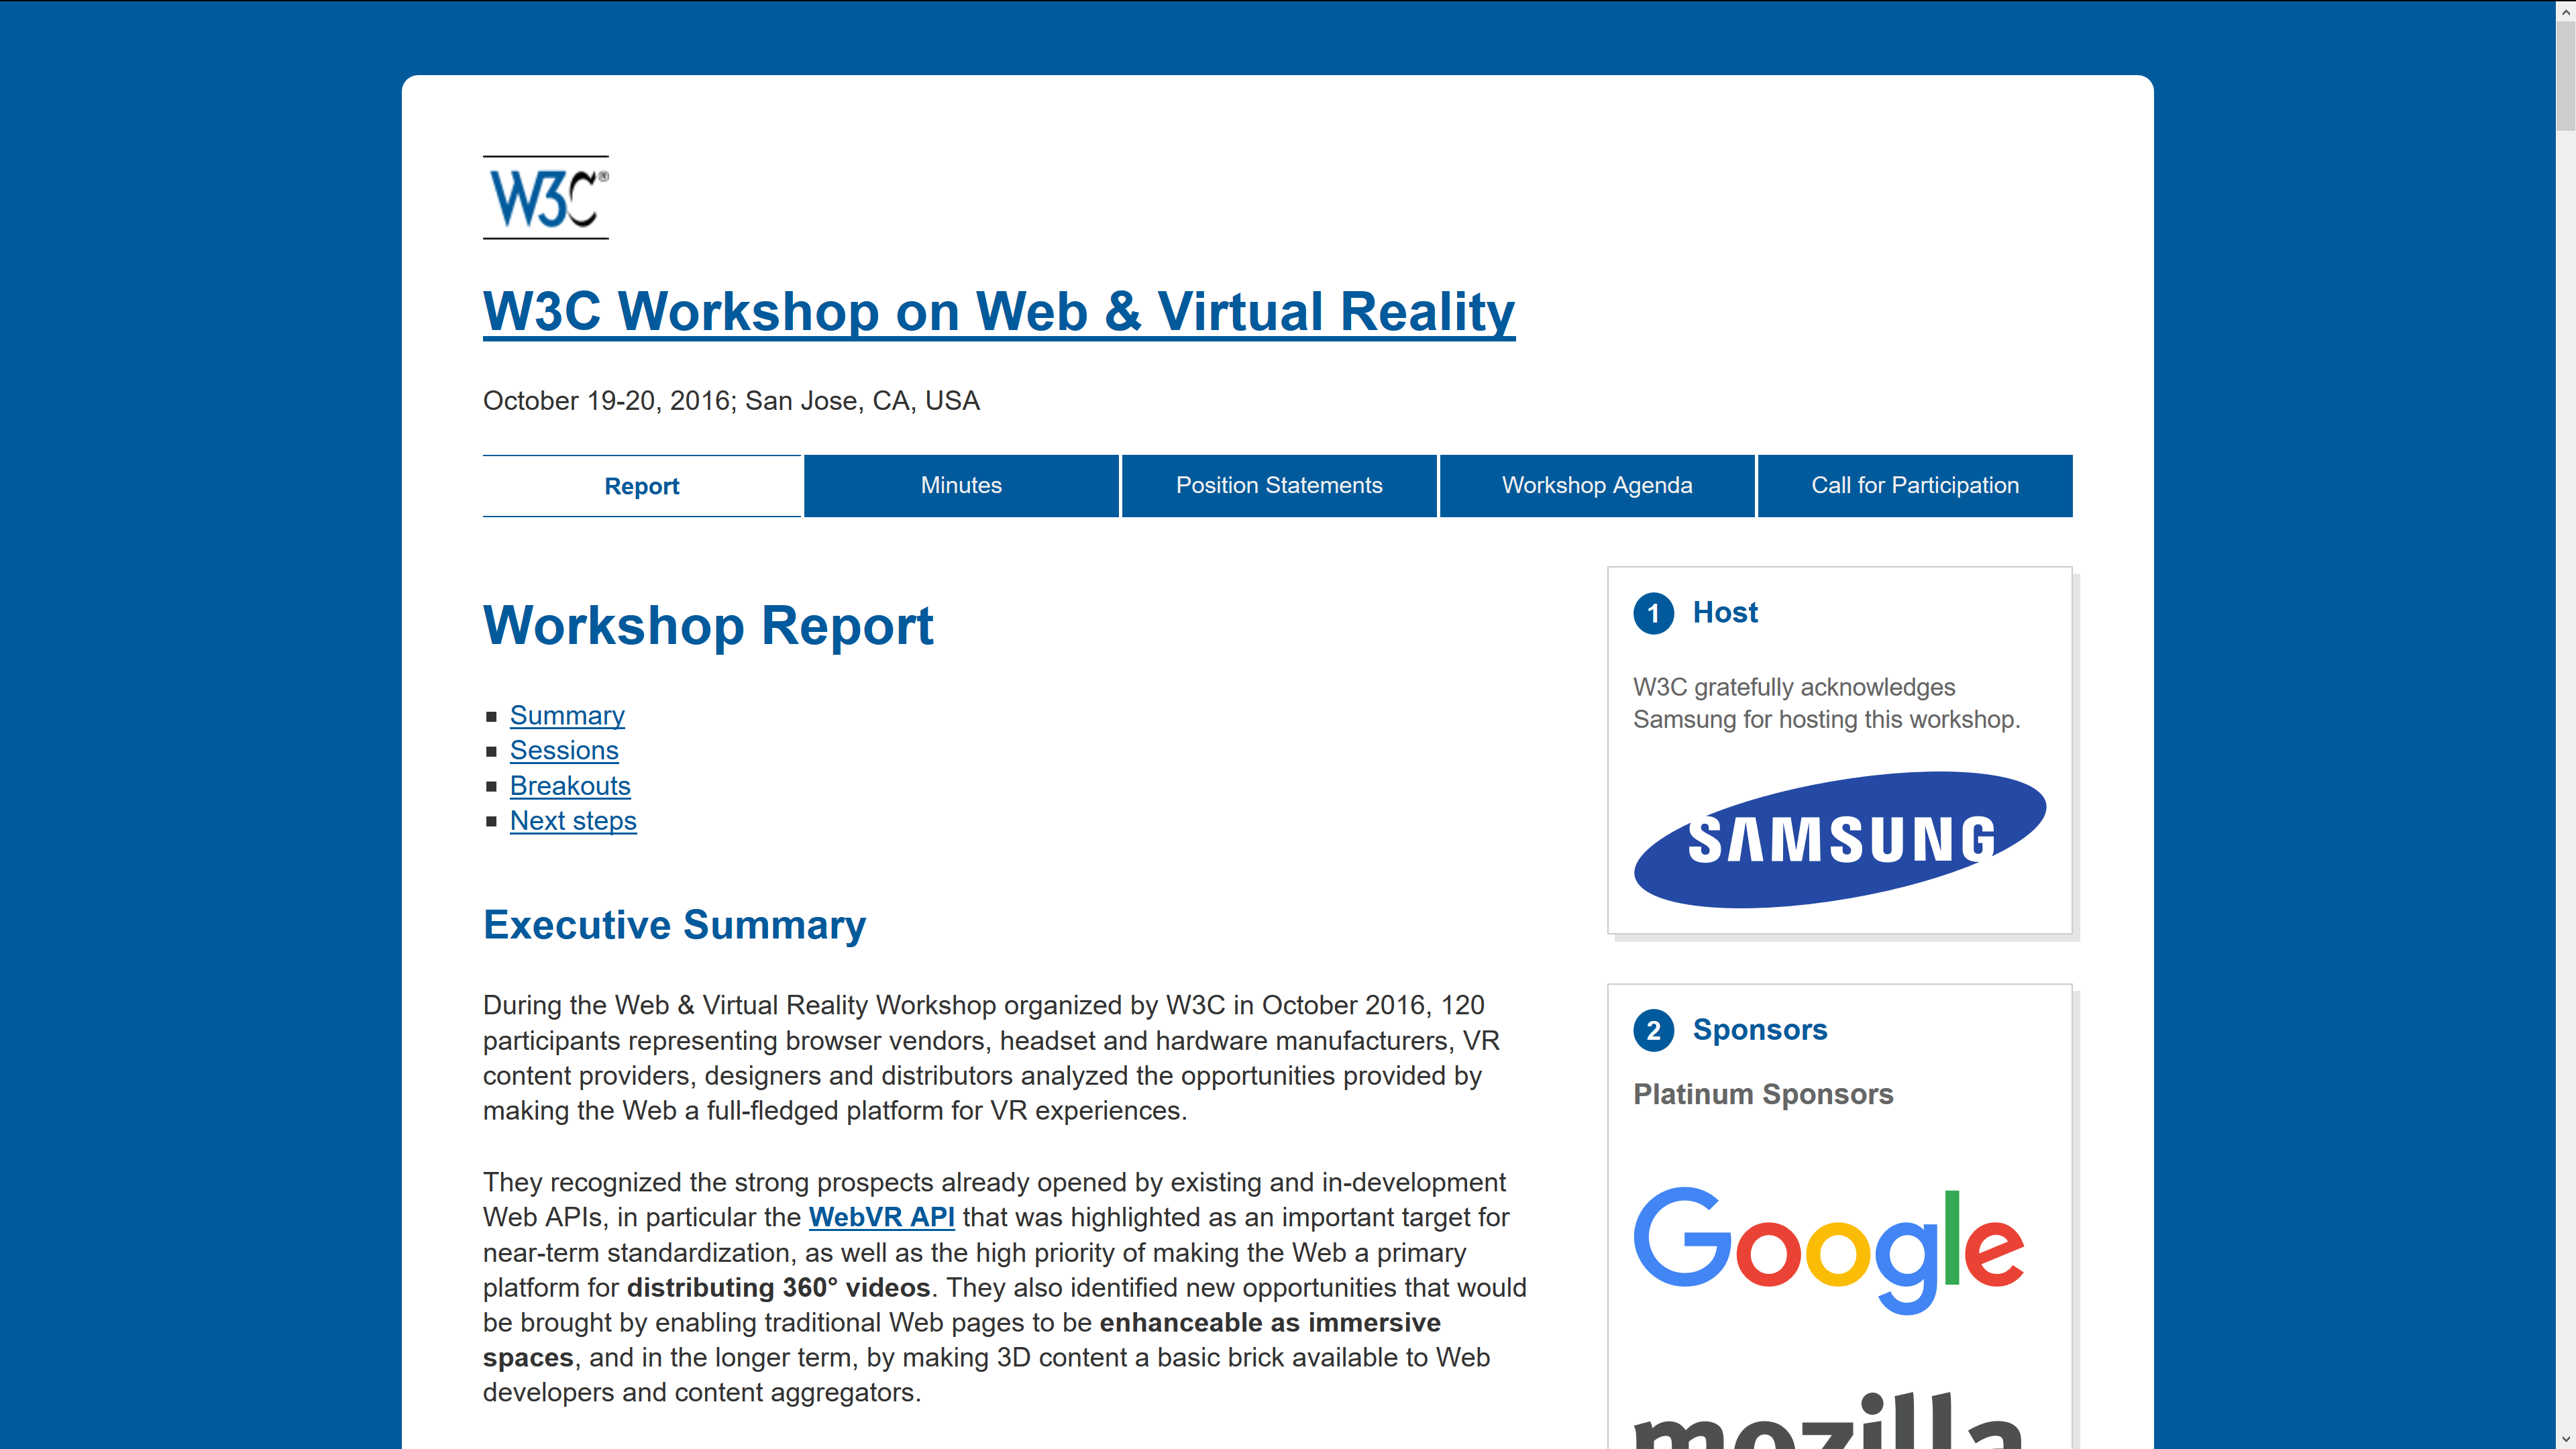 W3C®
W3C Workshop on Web & Virtual Reality
October 19-20, 2016; San Jose, CA, USA
Report
Minutes
Position Statements
Workshop Agenda
Call for Participation
Workshop Report
Summary
Sessions
Breakouts
Next steps
Executive Summary
During the Web & Virtual Reality Workshop organized by W3C in October 2016, 120
participants representing browser vendors, headset and hardware manufacturers, VR
content providers, designers and distributors analyzed the opportunities provided by
making the Web a full-fledged platform for VR experiences.
They recognized the strong prospects already opened by existing and in-development
Web APIs, in particular the WebVR API that was highlighted as an important target for
near-term standardization, as well as the high priority of making the Web a primary
platform for distributing 360° videos. They also identified new opportunities that would
be brought by enabling traditional Web pages to be enhanceable as immersive
spaces, and in the longer term, by making 3D content a basic brick available to Web
developers and content aggregators.
1 Host
W3C gratefully acknowledges
Samsung for hosting this workshop.
SAMSUNG
2 Sponsors
Platinum Sponsors
Google
mozilla